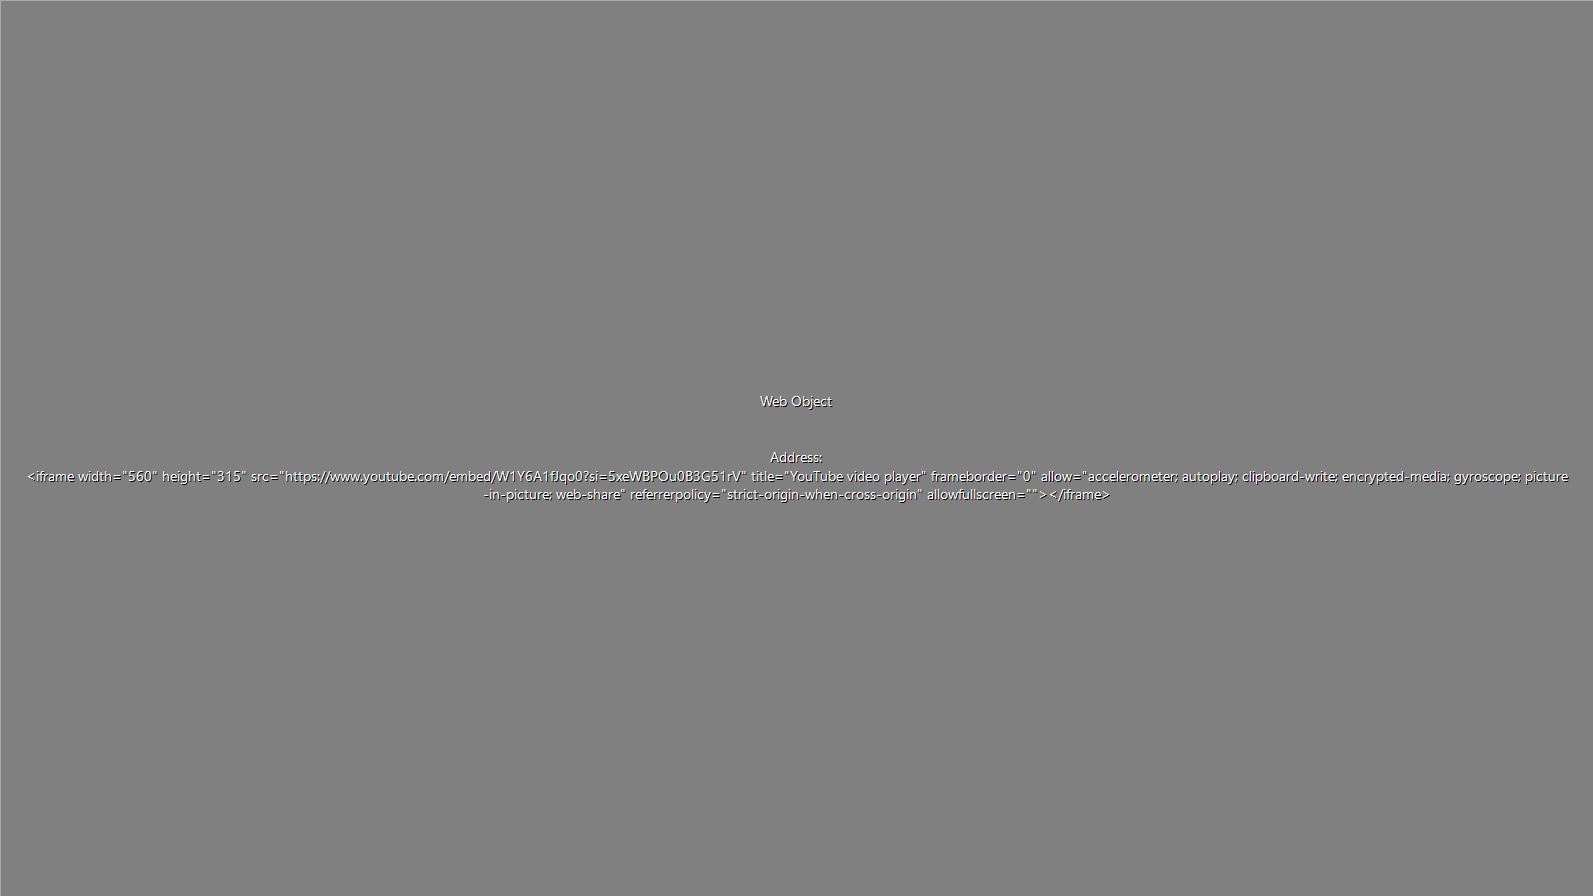 Web Object
Address:
<iframe width="560" height="315" src="https://www.youtube.com/embed/W1Y6A1fJqo0?si=5xeWBPOu0B3G51rV" title="YouTube video player" frameborder="0" allow="accelerometer; autoplay; clipboard-write; encrypted-media; gyroscope; picture
-in-picture; web-share" referrerpolicy="strict-origin-when-cross-origin" allowfullscreen=""></iframe>